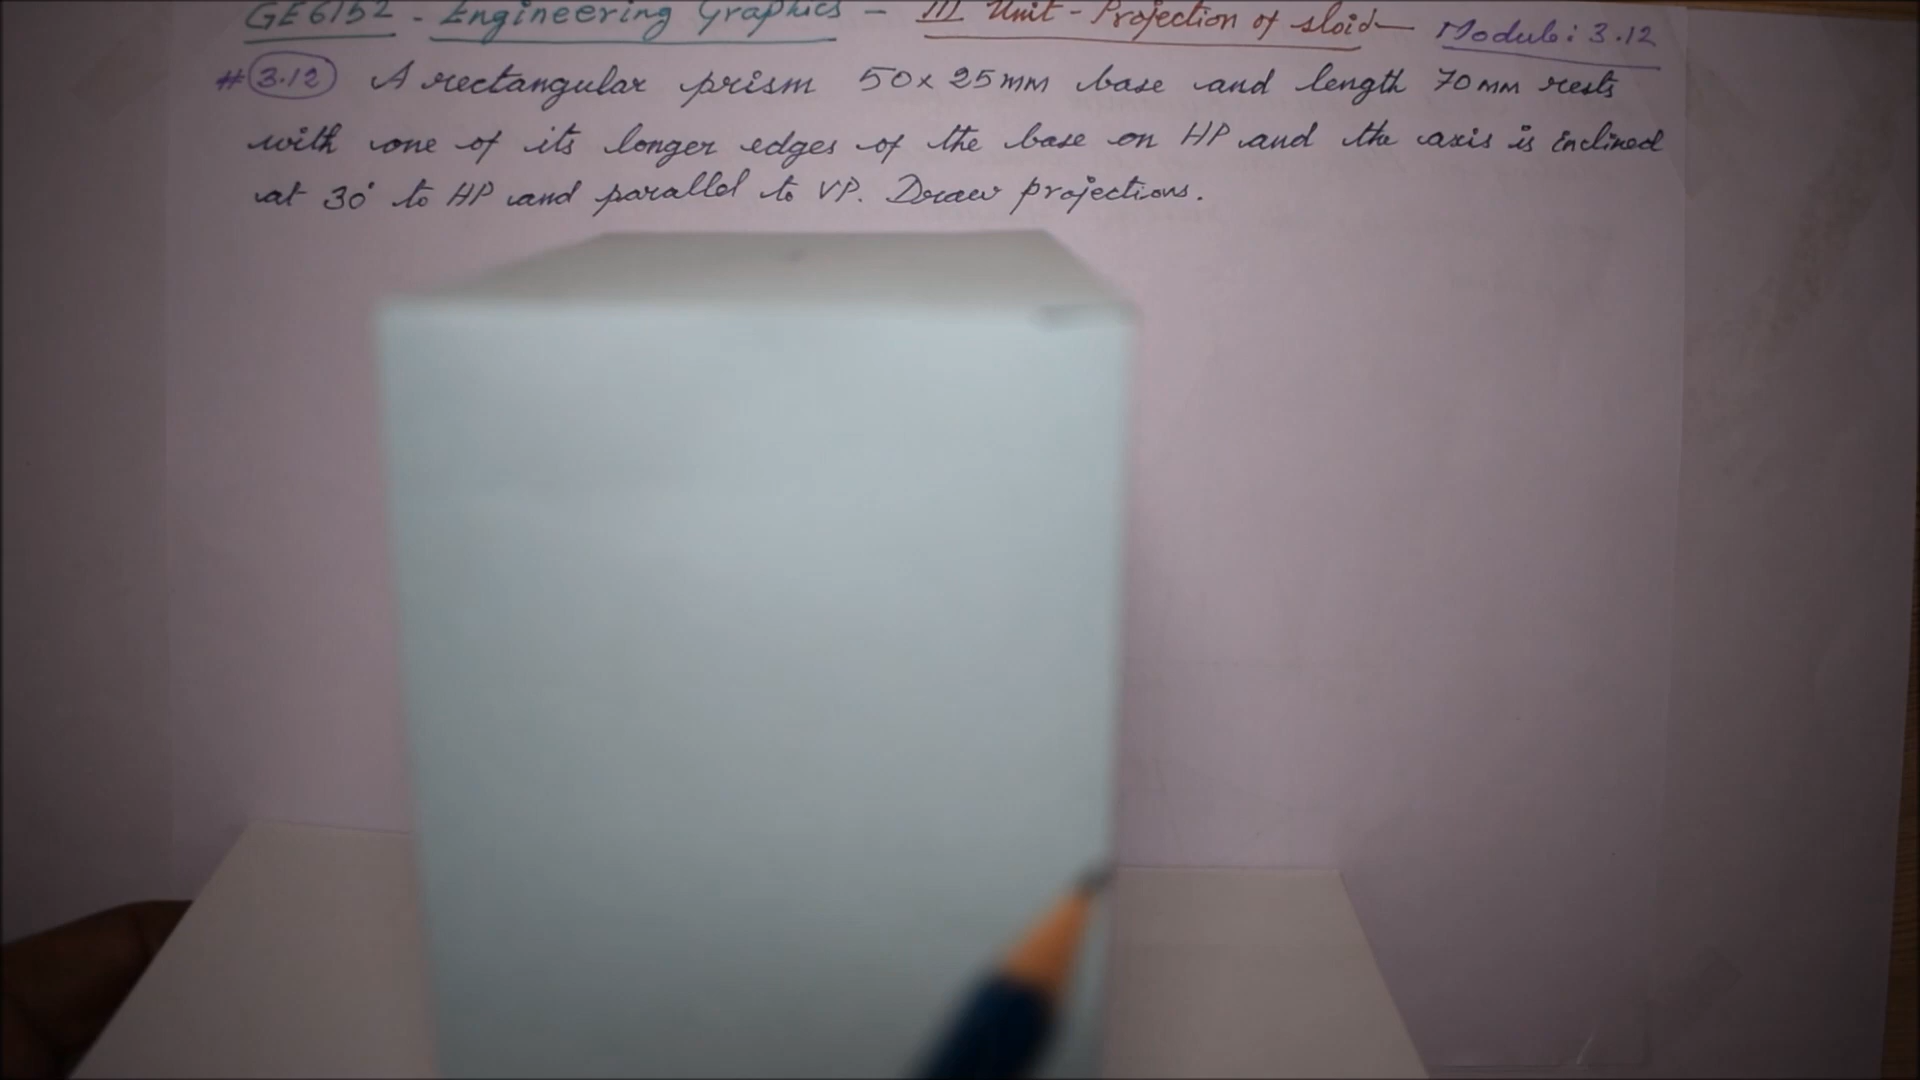 GE6152 - Engineering Graphics - III Unit - Projection of sloid - Module: 3.12
#3.12 A rectangular prism 50x25mm base and length 70mm rests
with one of its longer edges of the base on HP and the axis is inclined
at 30° to HP and parallel to VP. Draw projections.